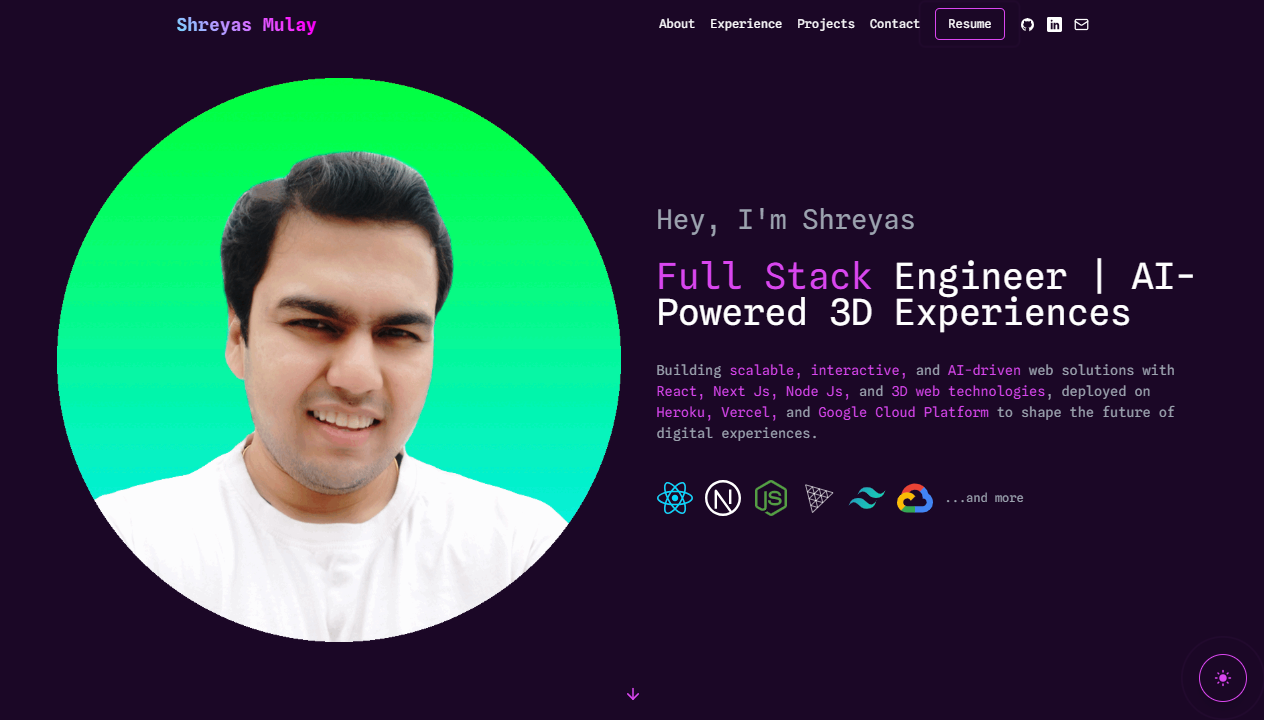 Shreyas Mulay
About Experience Projects Contact Resume
in
Hey, I'm Shreyas
Full Stack Engineer | AI-
Powered 3D Experiences
Building scalable, interactive, and AI-driven web solutions with
React, Next Js, Node Js, and 3D web technologies, deployed on
Heroku, Vercel, and Google Cloud Platform to shape the future of
digital experiences.
N JS
...and more